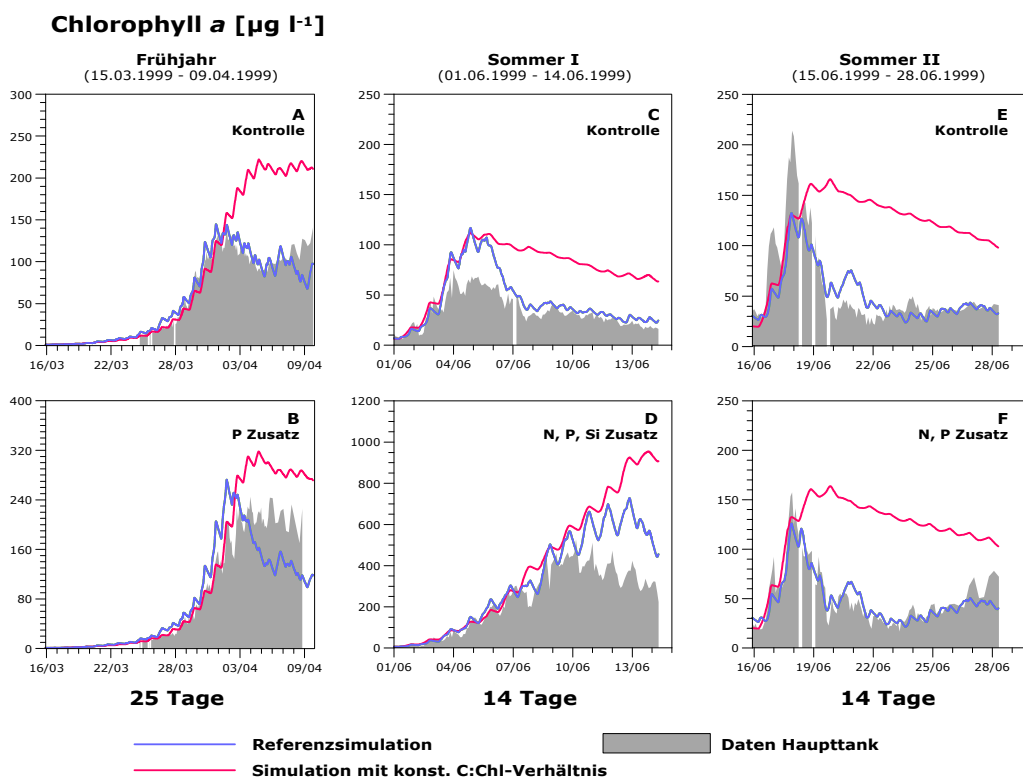 Chlorophyll a [µg l-1]
Frühjahr
(15.03.1999 - 09.04.1999)
Sommer I
(01.06.1999 - 14.06.1999)
Sommer II
(15.06.1999 - 28.06.1999)
A
Kontrolle
300
250
200
150
100
50
0
16/03 22/03 28/03 03/04 09/04
C
Kontrolle
250
200
150
100
50
0
01/06 04/06 07/06 10/06 13/06
E
Kontrolle
250
200
150
100
50
0
16/06 19/06 22/06 25/06 28/06
B
P Zusatz
400
320
240
160
80
0
16/03 22/03 28/03 03/04 09/04
D
N, P, Si Zusatz
1200
1000
800
600
400
200
0
01/06 04/06 07/06 10/06 13/06
F
N, P Zusatz
250
200
150
100
50
0
16/06 19/06 22/06 25/06 28/06
25 Tage
14 Tage
14 Tage
Referenzsimulation
Daten Haupttank
Simulation mit konst. C:Chl-Verhältnis